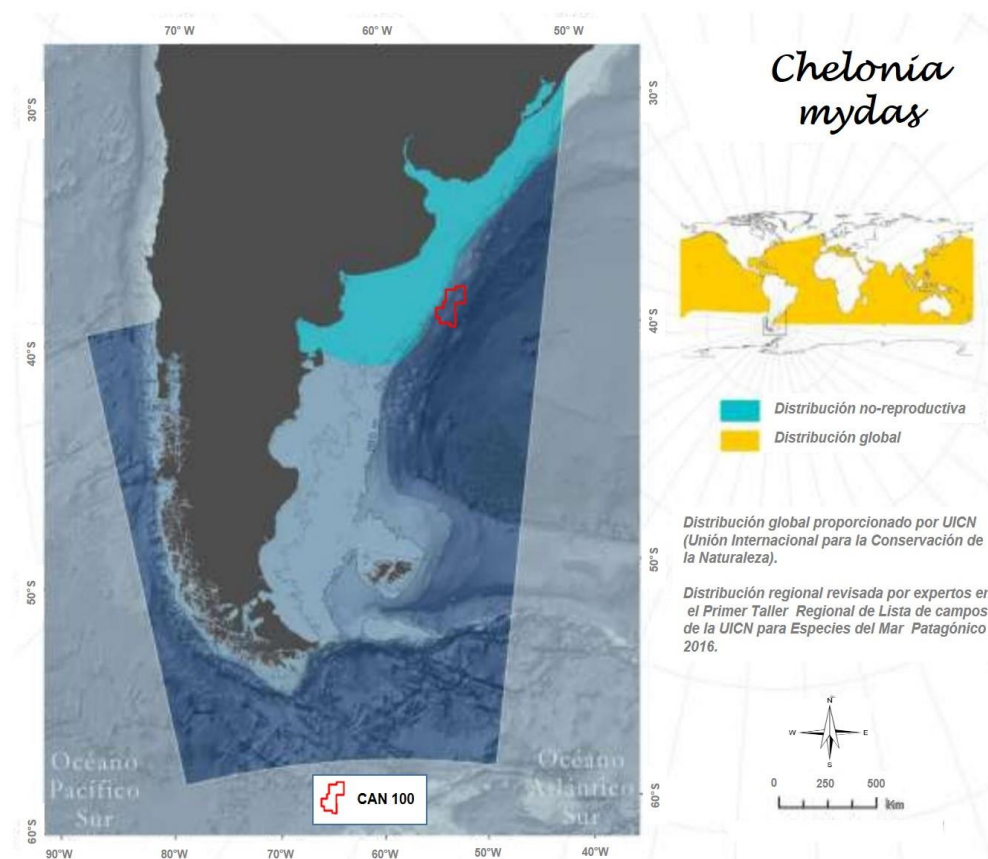 70° W 60° W 50° W
Chelonia
mydas
30°S
30°S
40°S
40°S
Distribución no-reproductiva
Distribución global
Distribución global proporcionado por UICN
(Unión Internacional para la Conservación de
la Naturaleza).
50°S
50°S
Distribución regional revisada por expertos en
el Primer Taller Regional de Lista de campos
de la UICN para Especies del Mar Patagónico
2016.
N
W E
S
Océano
Pacífico
Sur
Océano
Atlántico
Sur
CAN 100
0 250 500
Km
60°S
60°S
90°W 80°W 70°W 60°W 50°W 40°W